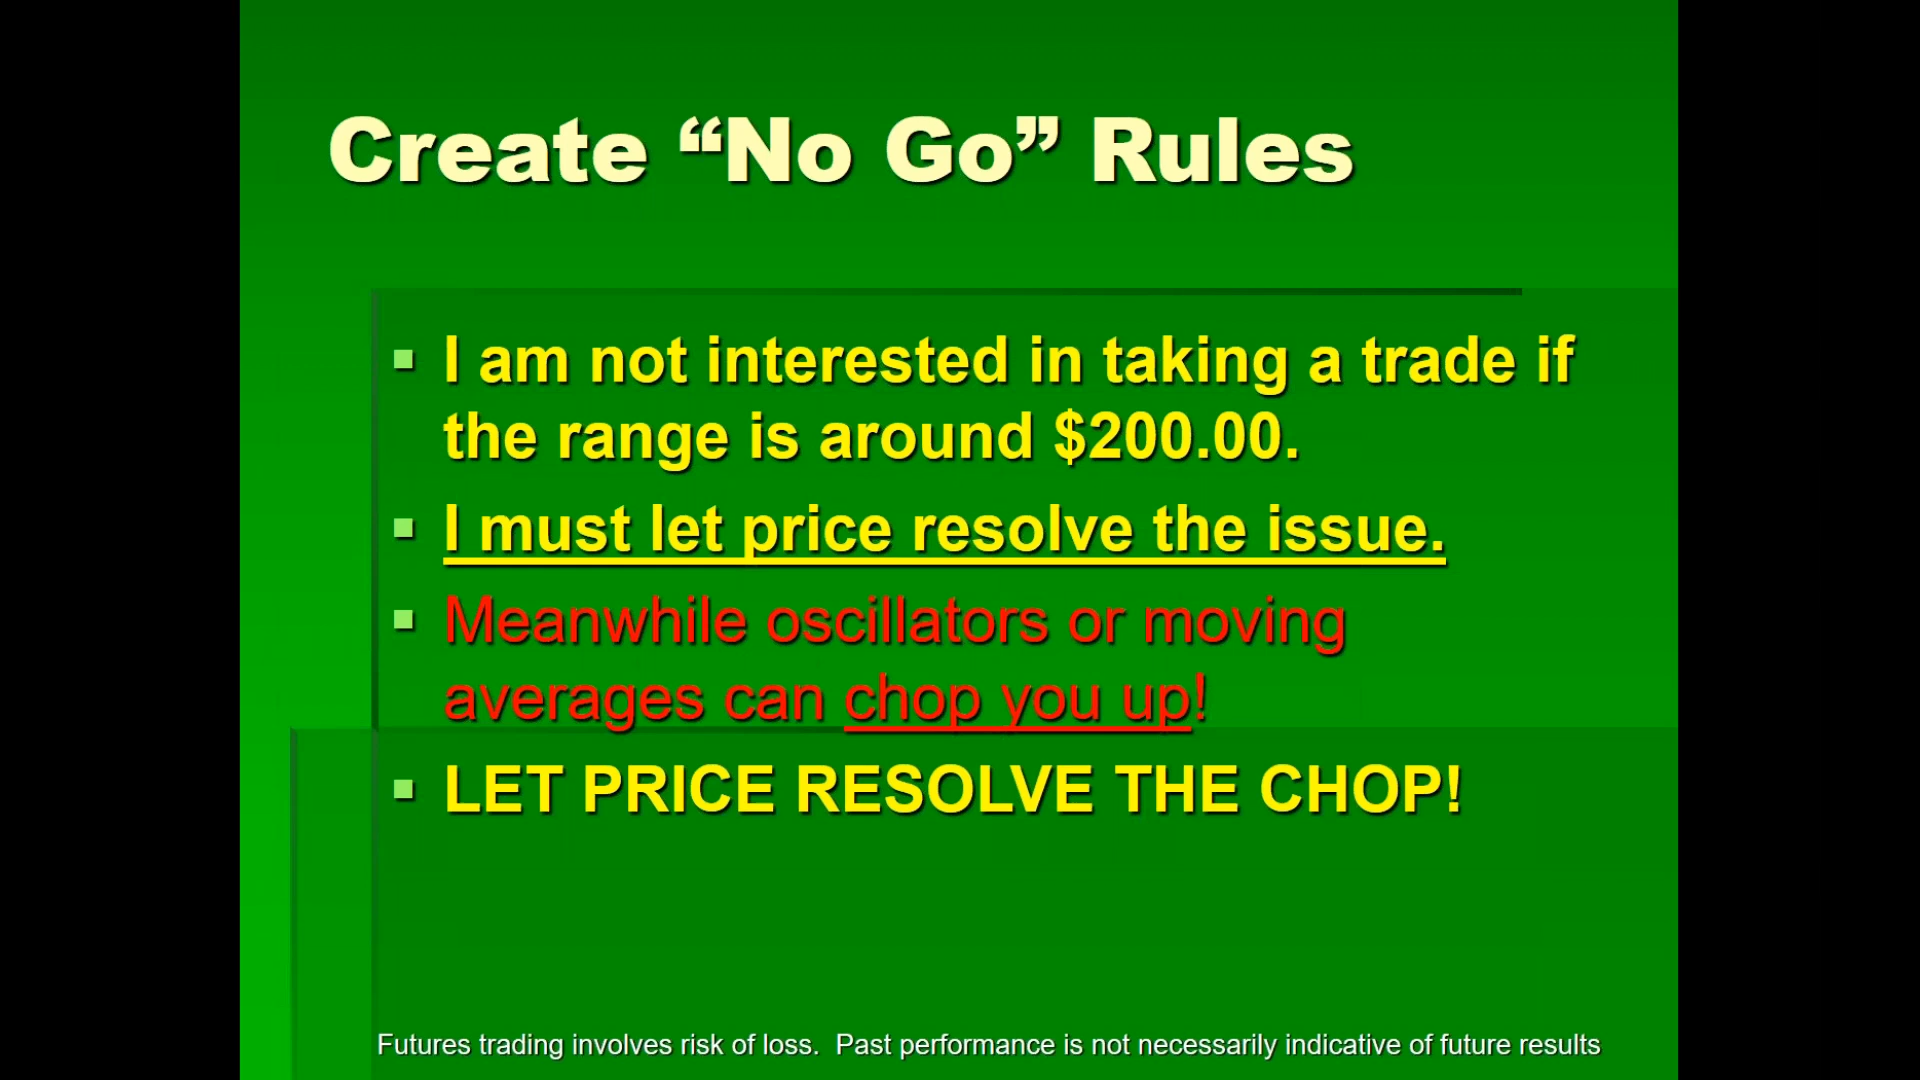 Create “No Go” Rules
I am not interested in taking a trade if
the range is around $200.00.
I must let price resolve the issue.
Meanwhile oscillators or moving
averages can chop you up!
LET PRICE RESOLVE THE CHOP!
Futures trading involves risk of loss.  Past performance is not necessarily indicative of future results